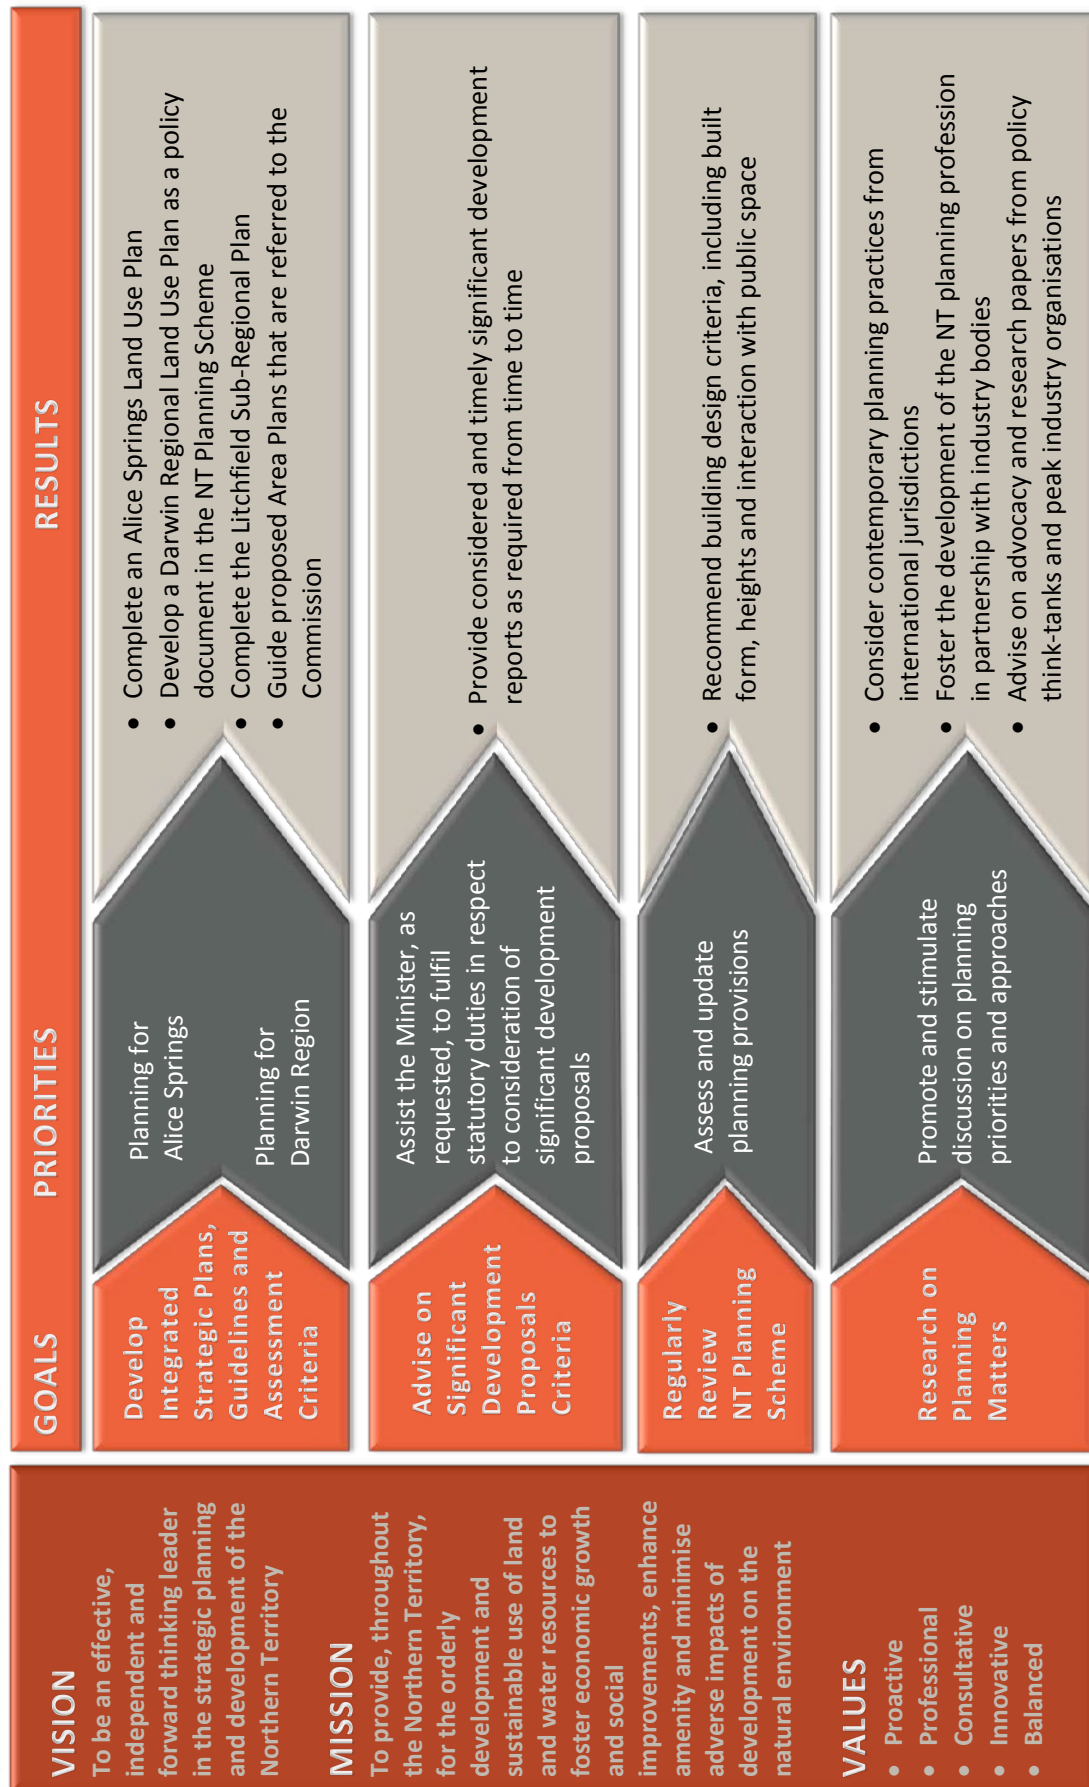 VISION
To be an effective,
independent and
forward thinking leader
in the strategic planning
and development of the
Northern Territory
MISSION
To provide, throughout
the Northern Territory,
for the orderly
development and
sustainable use of land
and water resources to
foster economic growth
and social
improvements, enhance
amenity and minimise
adverse impacts of
development on the
natural environment
VALUES
• Proactive
• Professional
• Consultative
• Innovative
• Balanced
GOALS
PRIORITIES
RESULTS
Develop
Integrated
Strategic Plans,
Guidelines and
Assessment
Criteria
Planning for
Alice Springs
Planning for
Darwin Region
• Complete an Alice Springs Land Use Plan
• Develop a Darwin Regional Land Use Plan as a policy
document in the NT Planning Scheme
• Complete the Litchfield Sub-Regional Plan
• Guide proposed Area Plans that are referred to the
Commission
Advise on
Significant
Development
Proposals
Criteria
Assist the Minister, as
requested, to fulfil
statutory duties in respect
to consideration of
significant development
proposals
• Provide considered and timely significant development
reports as required from time to time
Regularly
Review
NT Planning
Scheme
Assess and update
planning provisions
• Recommend building design criteria, including built
form, heights and interaction with public space
Research on
Planning
Matters
Promote and stimulate
discussion on planning
priorities and approaches
• Consider contemporary planning practices from
international jurisdictions
• Foster the development of the NT planning profession
in partnership with industry bodies
• Advise on advocacy and research papers from policy
think-tanks and peak industry organisations